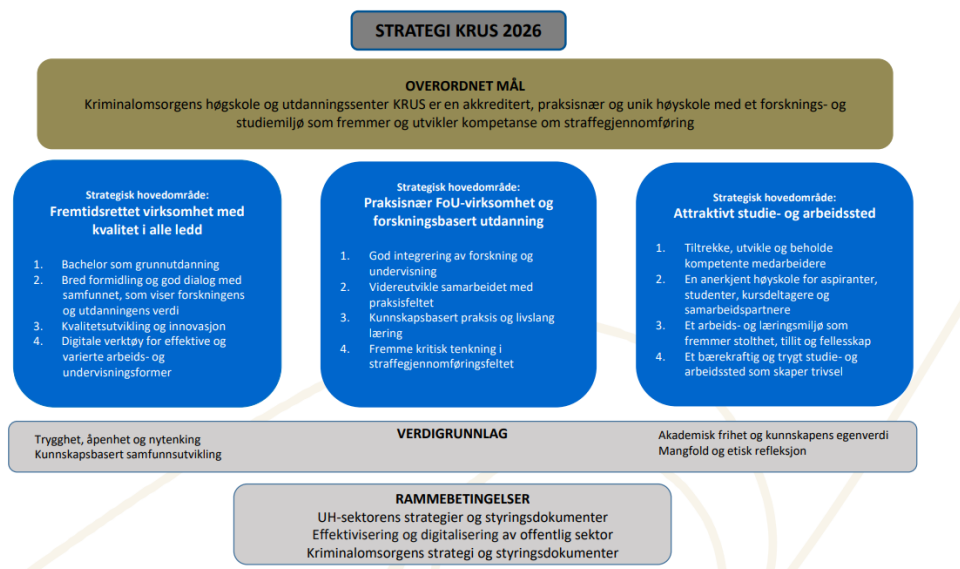 STRATEGI KRUS 2026
OVERORDNET MÅL
Kriminalomsorgens høgskole og utdanningssenter KRUS er en akkreditert, praksisnær og unik høyskole med et forsknings- og
studiemiljø som fremmer og utvikler kompetanse om straffegjennomføring
Strategisk hovedområde:
Fremtidsrettet virksomhet med
kvalitet i alle ledd
1. Bachelor som grunnutdanning
2. Bred formidling og god dialog med
samfunnet, som viser forskningens
og utdanningens verdi
3. Kvalitetsutvikling og innovasjon
4. Digitale verktøy for effektive og
varierte arbeids- og
undervisningsformer
Strategisk hovedområde:
Praksisnær FoU-virksomhet og
forskningsbasert utdanning
1. God integrering av forskning og
undervisning
2. Videreutvikle samarbeidet med
praksisfeltet
3. Kunnskapsbasert praksis og livslang
læring
4. Fremme kritisk tenkning i
straffegjennomføringsfeltet
Strategisk hovedområde:
Attraktivt studie- og arbeidssted
1. Tiltrekke, utvikle og beholde
kompetente medarbeidere
2. En anerkjent høyskole for aspiranter,
studenter, kursdeltagere og
samarbeidspartnere
3. Et arbeids- og læringsmiljø som
fremmer stolthet, tillit og fellesskap
4. Et bærekraftig og trygt studie- og
arbeidssted som skaper trivsel
VERDIGRUNNLAG
Trygghet, åpenhet og nytenking
Kunnskapsbasert samfunnsutvikling
Akademisk frihet og kunnskapens egenverdi
Mangfold og etisk refleksjon
RAMMEBETINGELSER
UH-sektorens strategier og styringsdokumenter
Effektivisering og digitalisering av offentlig sektor
Kriminalomsorgens strategi og styringsdokumenter